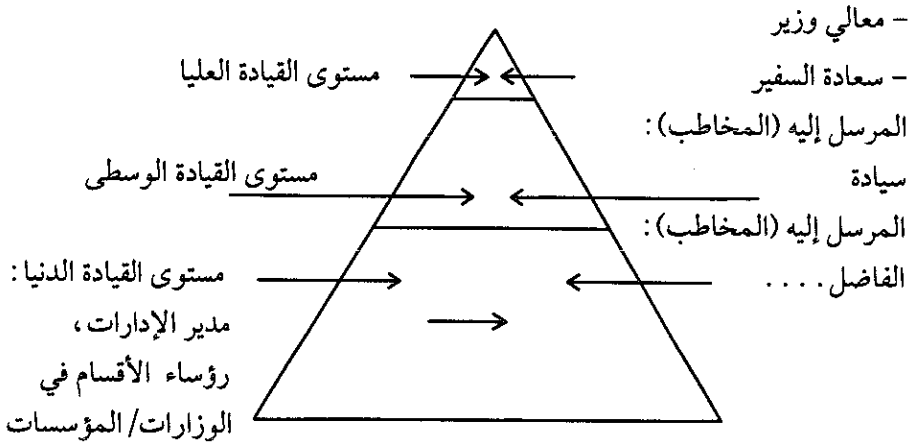 – معالي وزير
– سعادة السفير
مستوى القيادة العليا
المرسل إليه (المخاطب):
سيادة
مستوى القيادة الوسطى
المرسل إليه (المخاطب):
الفاضل ....
مستوى القيادة الدنيا:
مدير الإدارات،
رؤساء الأقسام في
الوزارات/المؤسسات